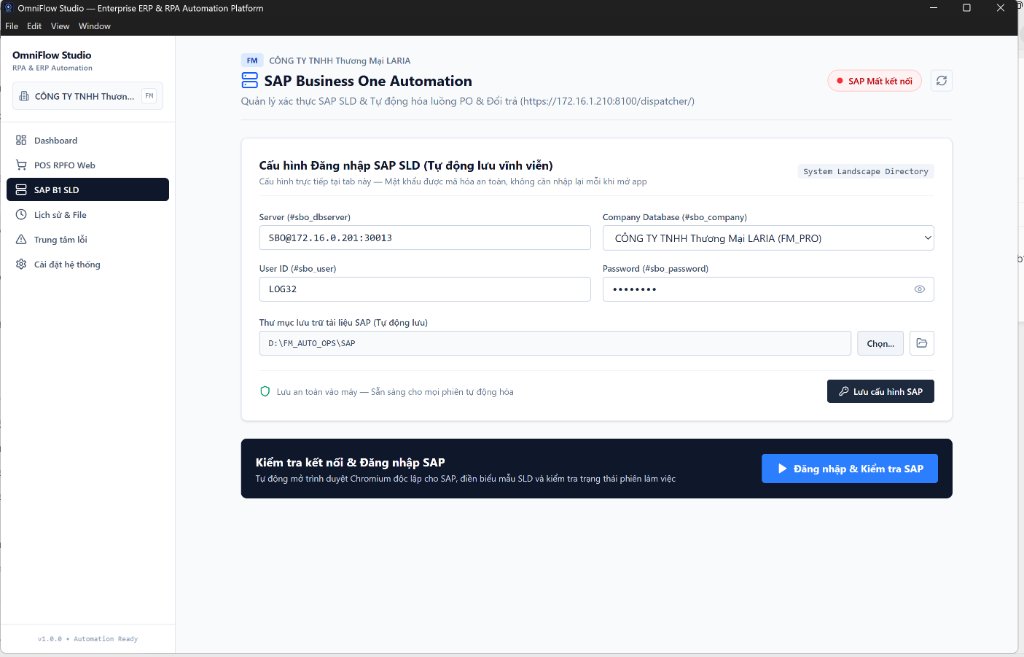 OmniFlow Studio — Enterprise ERP & RPA Automation Platform
File Edit View Window
OmniFlow Studio
RPA & ERP Automation
CÔNG TY TNHH Thươn... FM
Dashboard
POS RPFO Web
SAP B1 SLD
Lịch sử & File
Trung tâm lỗi
Cài đặt hệ thống
v1.0.0 • Automation Ready
FM CÔNG TY TNHH Thương Mại LARIA
SAP Business One Automation
SAP Mất kết nối
Quản lý xác thực SAP SLD & Tự động hóa luồng PO & Đổi trả (https://172.16.1.210:8100/dispatcher/)
Cấu hình Đăng nhập SAP SLD (Tự động lưu vĩnh viễn)
Cấu hình trực tiếp tại tab này — Mật khẩu được mã hóa an toàn, không cần nhập lại mỗi khi mở app
System Landscape Directory
Server (#sbo_dbserver)
SBO@172.16.0.201:30013
Company Database (#sbo_company)
CÔNG TY TNHH Thương Mại LARIA (FM_PRO)
User ID (#sbo_user)
LOG32
Password (#sbo_password)
••••••••
Thư mục lưu trữ tài liệu SAP (Tự động lưu)
D:\FM_AUTO_OPS\SAP
Chọn...
Lưu an toàn vào máy — Sẵn sàng cho mọi phiên tự động hóa
Lưu cấu hình SAP
Kiểm tra kết nối & Đăng nhập SAP
Tự động mở trình duyệt Chromium độc lập cho SAP, điền biểu mẫu SLD và kiểm tra trạng thái phiên làm việc
Đăng nhập & Kiểm tra SAP